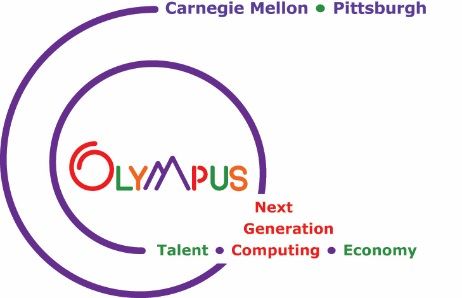 Carnegie Mellon • Pittsburgh
OLYMPUS
Next
Generation
Talent • Computing • Economy